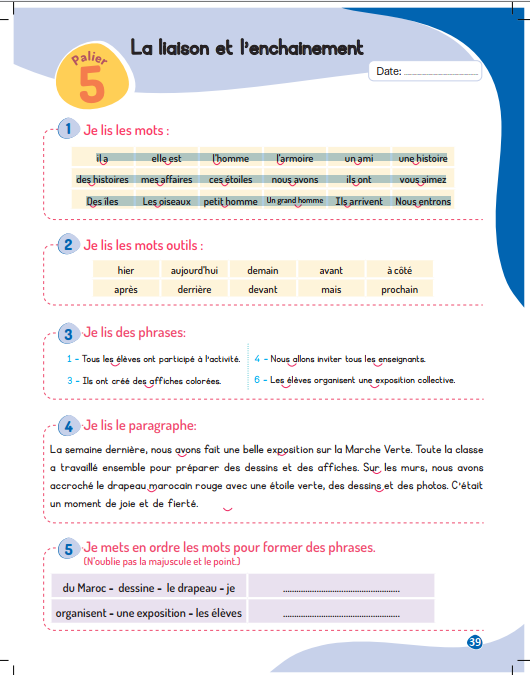 La liaison et l'enchainement
Palier
5
Date: ........................
1 Je lis les mots :
il a elle est l'homme l'armoire un ami une histoire
des histoires mes affaires ces étoiles nous avons ils ont vous aimez
Des îles Les oiseaux petit homme Un grand homme Ils arrivent Nous entrons
2 Je lis les mots outils :
hier aujourd'hui demain avant à côté
après derrière devant mais prochain
3 Je lis des phrases:
1 - Tous les élèves ont participé à l'activité.
4 - Nous allons inviter tous les enseignants.
3 - Ils ont créé des affiches colorées.
6 - Les élèves organisent une exposition collective.
4 Je lis le paragraphe:
La semaine dernière, nous avons fait une belle exposition sur la Marche Verte. Toute la classe
a travaillé ensemble pour préparer des dessins et des affiches. Sur les murs, nous avons
accroché le drapeau marocain rouge avec une étoile verte, des dessins et des photos. C'était
un moment de joie et de fierté.
5 Je mets en ordre les mots pour former des phrases.
(N'oublie pas la majuscule et le point.)
du Maroc - dessine - le drapeau - je ................................................
organisent - une exposition - les élèves ................................................
39